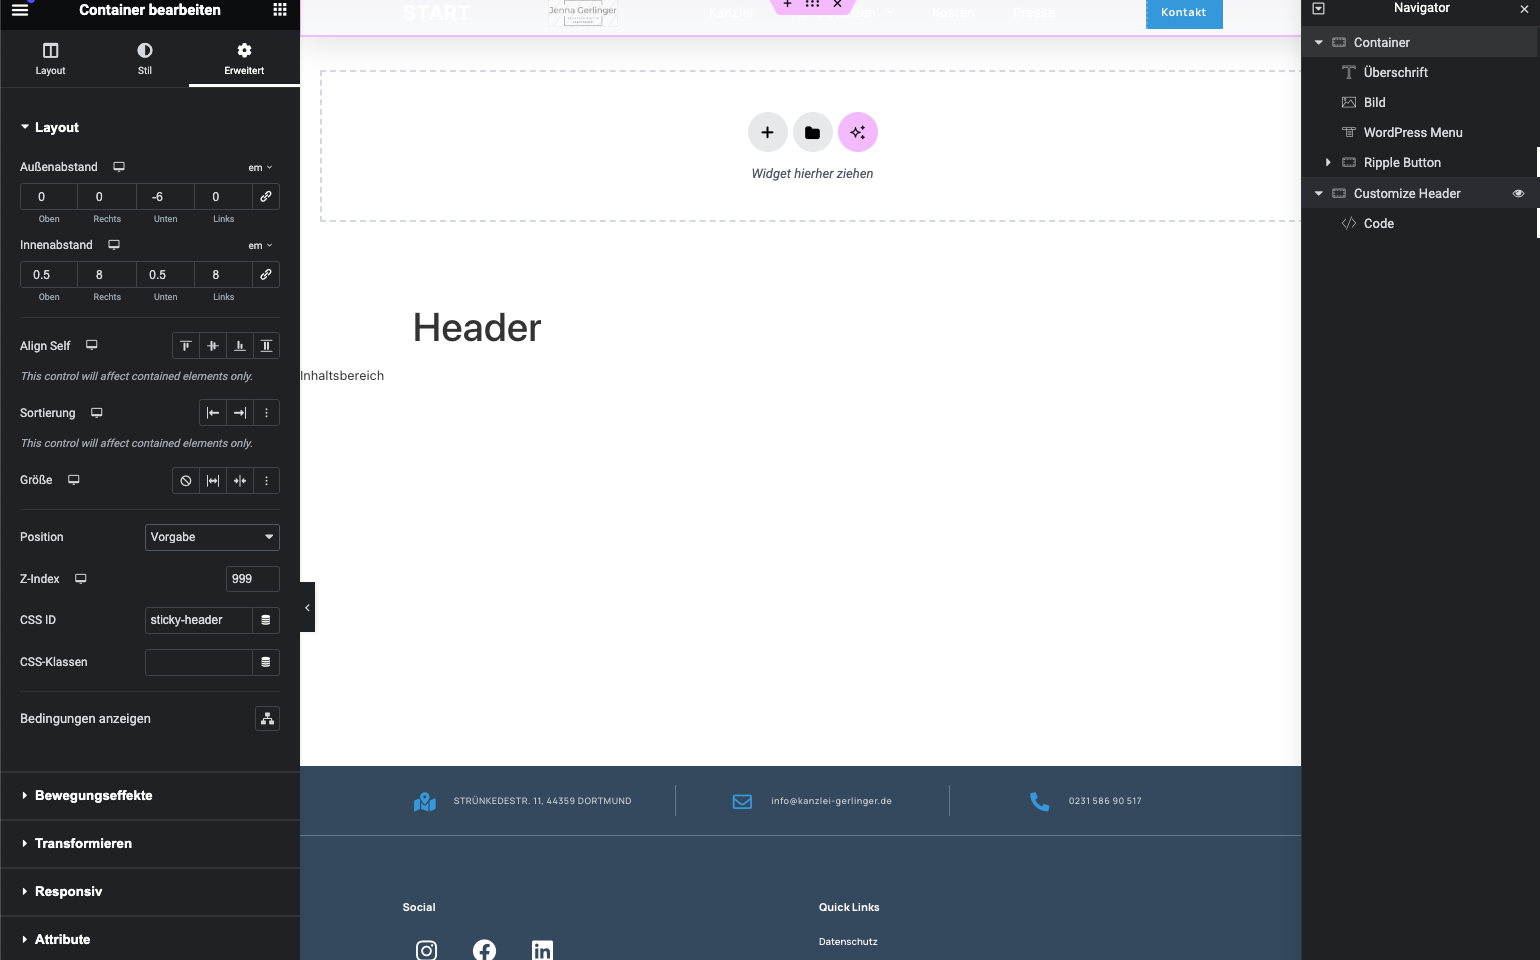 Container bearbeiten
Layout
Stil
Erweitert
Layout
Außenabstand
em
0
0
-6
0
Oben
Rechts
Unten
Links
Innenabstand
em
0.5
8
0.5
8
Oben
Rechts
Unten
Links
Align Self
This control will affect contained elements only.
Sortierung
This control will affect contained elements only.
Größe
Position
Vorgabe
Z-Index
999
CSS ID
sticky-header
CSS-Klassen
Bedingungen anzeigen
Bewegungseffekte
Transformieren
Responsiv
Attribute
START
Jenna Gerlinger
Kanzlei
Kosten
Presse
Kontakt
Widget hierher ziehen
Header
Inhaltsbereich
STRÜNKEDESTR. 11, 44359 DORTMUND
info@kanzlei-gerlinger.de
0231 586 90 517
Social
Quick Links
Datenschutz
Navigator
Container
Überschrift
Bild
WordPress Menu
Ripple Button
Customize Header
Code